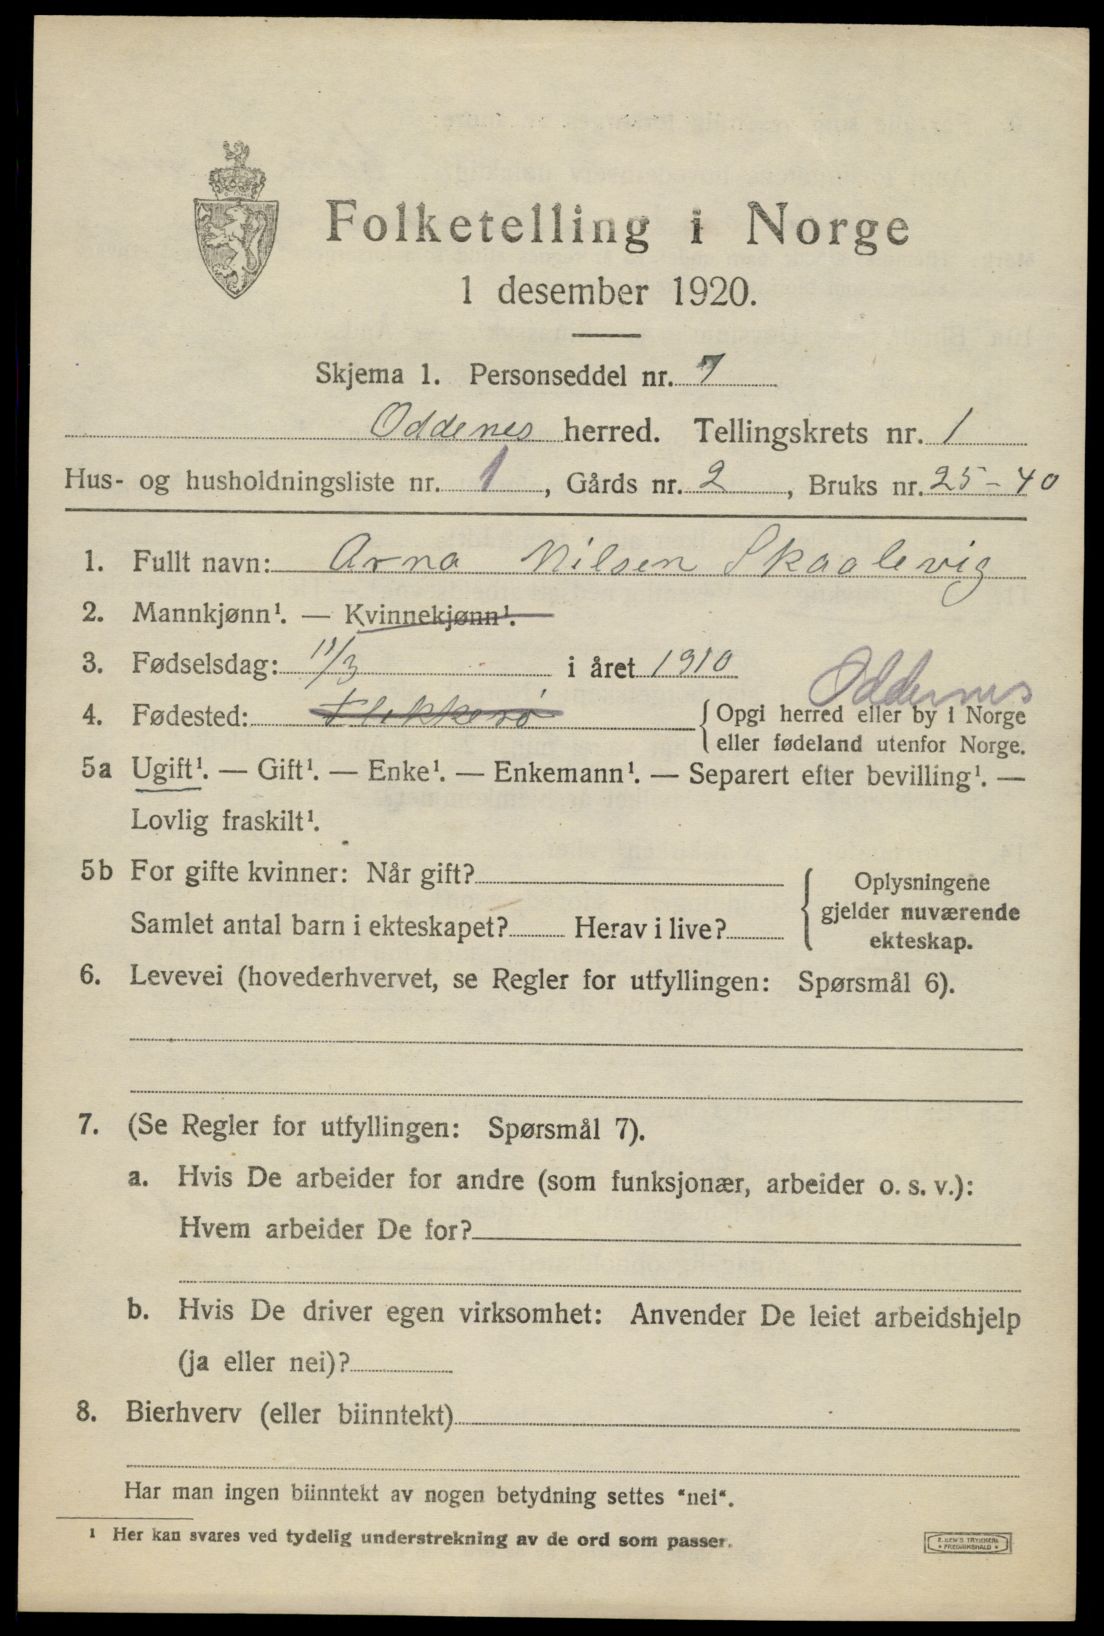 Folketelling i Norge
1 desember 1920.
Skjema 1. Personseddel nr. 7
Oddenes herred. Tellingskrets nr. 1
Hus- og husholdningsliste nr. 1, Gårds nr. 2, Bruks nr. 25-40
1. Fullt navn: Arna Nilsen Skaalevig
2. Mannkjønn¹. — Kvinnekjønn¹.
3. Fødselsdag: 11/3 i året 1910
Oddernes
4. Fødested: Flekkerø {Opgi herred eller by i Norge
eller fødeland utenfor Norge.
5a Ugift¹. — Gift¹. — Enke¹. — Enkemann¹. — Separert efter bevilling¹. —
Lovlig fraskilt¹.
5b For gifte kvinner: Når gift?
Samlet antal barn i ekteskapet? Herav i live?
{Oplysningene
gjelder nuværende
ekteskap.
6. Levevei (hovederhvervet, se Regler for utfyllingen: Spørsmål 6).
7. (Se Regler for utfyllingen: Spørsmål 7).
a. Hvis De arbeider for andre (som funksjonær, arbeider o. s. v.):
Hvem arbeider De for?
b. Hvis De driver egen virksomhet: Anvender De leiet arbeidshjelp
(ja eller nei)?
8. Bierhverv (eller biinntekt)
Har man ingen biinntekt av nogen betydning settes "nei".
¹ Her kan svares ved tydelig understrekning av de ord som passer.
E. SEM'S TRYKKERI
• FREDRIKSHALD •